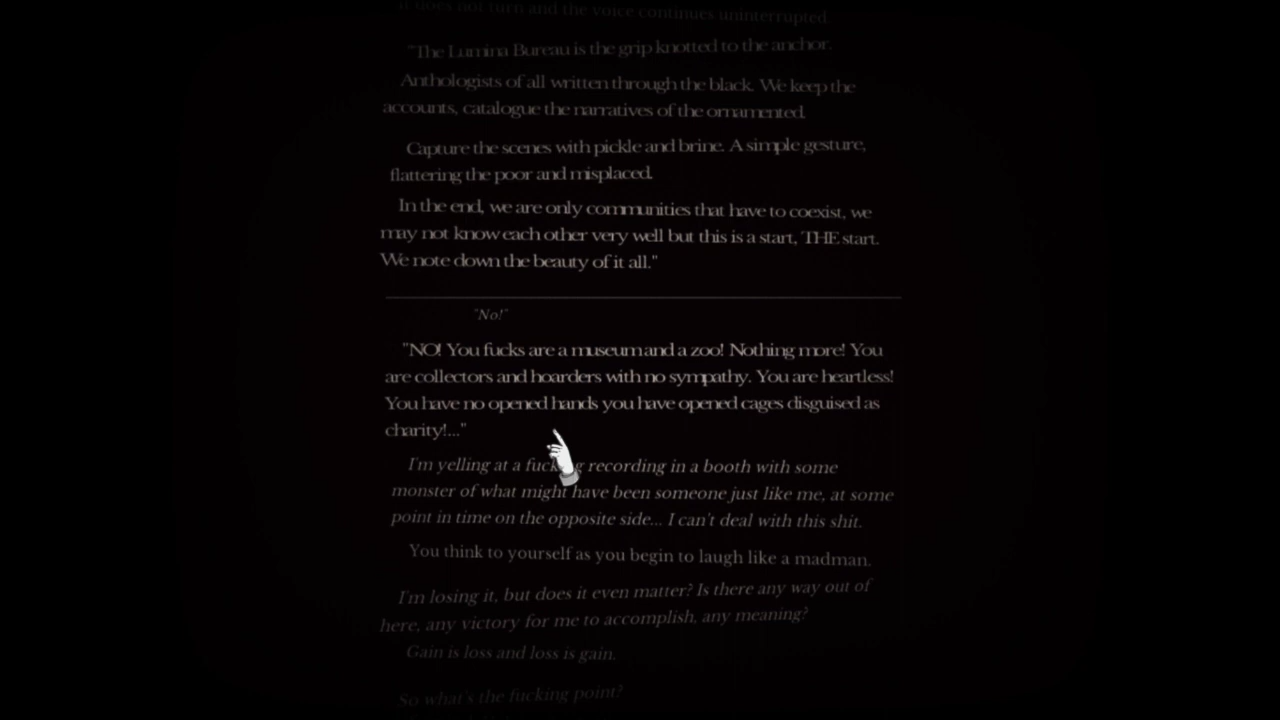 it does not turn and the voice continues uninterrupted.
"The Lumina Bureau is the grip knotted to the anchor.
Anthologists of all written through the black. We keep the
accounts, catalogue the narratives of the ornamented.
Capture the scenes with pickle and brine. A simple gesture,
flattering the poor and misplaced.
In the end, we are only communities that have to coexist, we
may not know each other very well but this is a start, THE start.
We note down the beauty of it all."
"No!"
"NO! You fucks are a museum and a zoo! Nothing more! You
are collectors and hoarders with no sympathy. You are heartless!
You have no opened hands you have opened cages disguised as
charity!..."
I'm yelling at a fucking recording in a booth with some
monster of what might have been someone just like me, at some
point in time on the opposite side... I can't deal with this shit.
You think to yourself as you begin to laugh like a madman.
I'm losing it, but does it even matter? Is there any way out of
here, any victory for me to accomplish, any meaning?
Gain is loss and loss is gain.
So what's the fucking point?